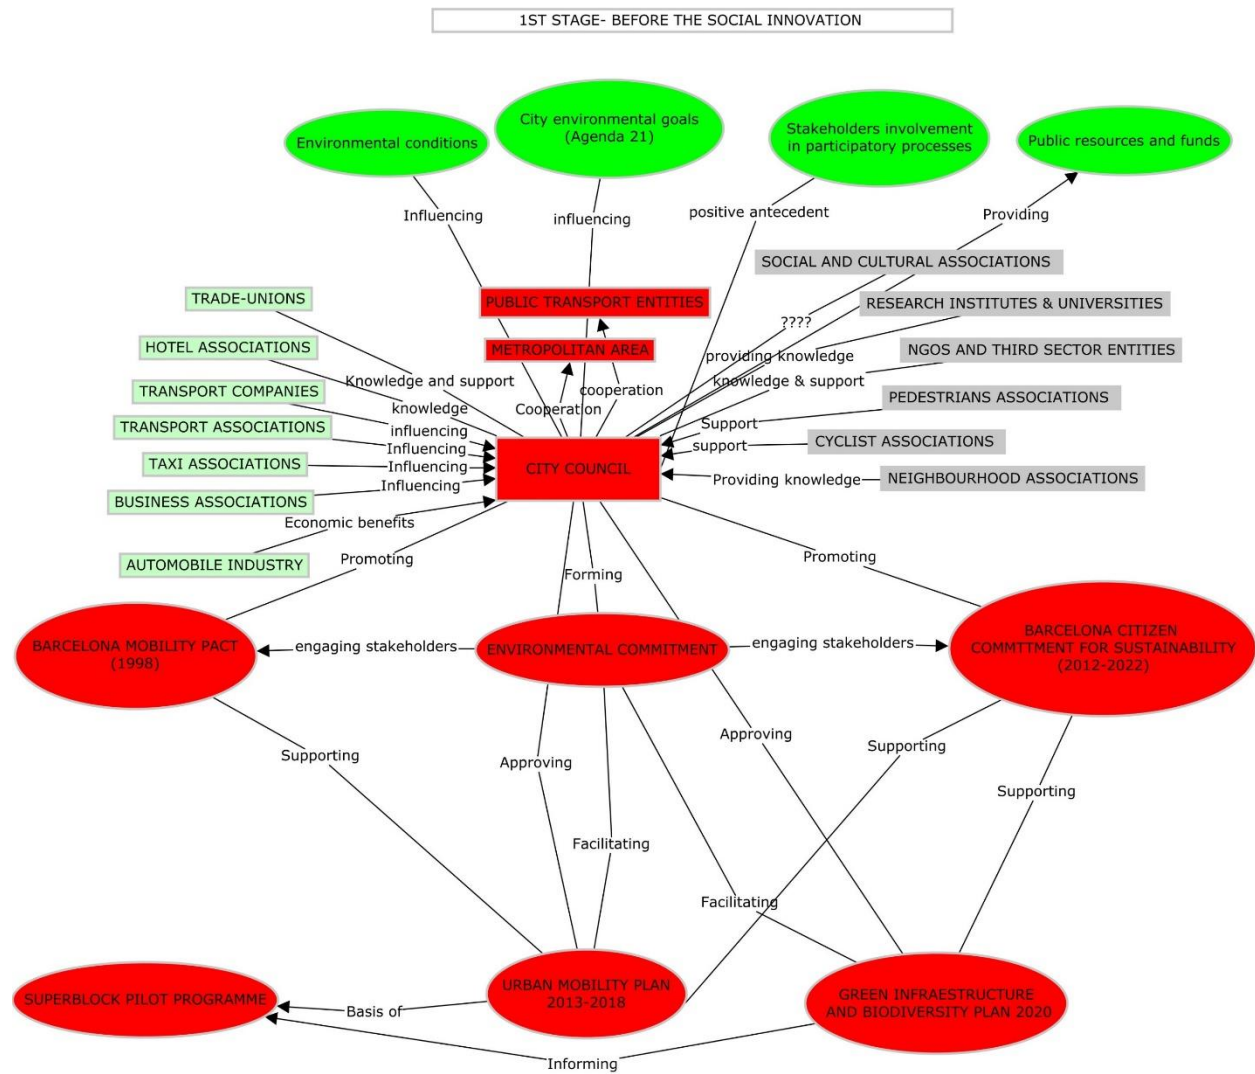 1ST STAGE- BEFORE THE SOCIAL INNOVATION
Environmental conditions
City environmental goals
(Agenda 21)
Stakeholders involvement
in participatory processes
Public resources and funds
Influencing
influencing
positive antecedent
Providing
SOCIAL AND CULTURAL ASSOCIATIONS
TRADE-UNIONS
PUBLIC TRANSPORT ENTITIES
RESEARCH INSTITUTES & UNIVERSITIES
????
HOTEL ASSOCIATIONS
METROPOLITAN AREA
providing knowledge
NGOS AND THIRD SECTOR ENTITIES
Knowledge and support
cooperation
knowledge & support
TRANSPORT COMPANIES
knowledge
Cooperation
PEDESTRIANS ASSOCIATIONS
influencing
Support
TRANSPORT ASSOCIATIONS
Influencing
support
CYCLIST ASSOCIATIONS
TAXI ASSOCIATIONS
Influencing
CITY COUNCIL
Providing knowledge
NEIGHBOURHOOD ASSOCIATIONS
Influencing
BUSINESS ASSOCIATIONS
Economic benefits
AUTOMOBILE INDUSTRY
Promoting
Forming
Promoting
BARCELONA MOBILITY PACT
(1998)
engaging stakeholders
ENVIRONMENTAL COMMITMENT
engaging stakeholders
BARCELONA CITIZEN
COMMTTMENT FOR SUSTAINABILITY
(2012-2022)
Supporting
Approving
Approving
Supporting
Supporting
Facilitating
Facilitating
SUPERBLOCK PILOT PROGRAMME
Basis of
URBAN MOBILITY PLAN
2013-2018
GREEN INFRAESTRUCTURE
AND BIODIVERSITY PLAN 2020
Informing